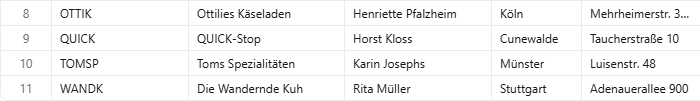 8 OTTIK Ottilies Käseladen Henriette Pfalzheim Köln Mehrheimerstr. 3...
9 QUICK QUICK-Stop Horst Kloss Cunewalde Taucherstraße 10
10 TOMSP Toms Spezialitäten Karin Josephs Münster Luisenstr. 48
11 WANDK Die Wandernde Kuh Rita Müller Stuttgart Adenauerallee 900